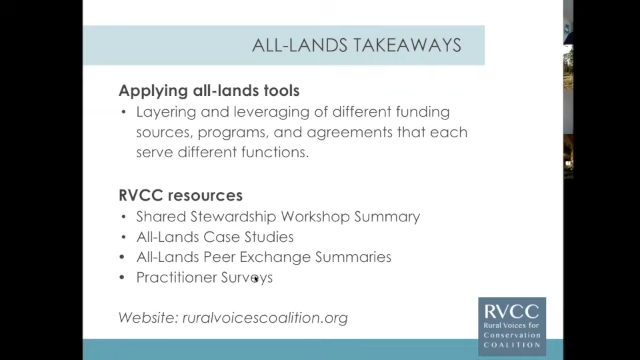 ALL-LANDS TAKEAWAYS
Applying all-lands tools
• Layering and leveraging of different funding
sources, programs, and agreements that each
serve different functions.
RVCC resources
• Shared Stewardship Workshop Summary
• All-Lands Case Studies
• All-Lands Peer Exchange Summaries
• Practitioner Surveys
Website: ruralvoicescoalition.org
RVCC
Rural Voices for
Conservation
COALITION